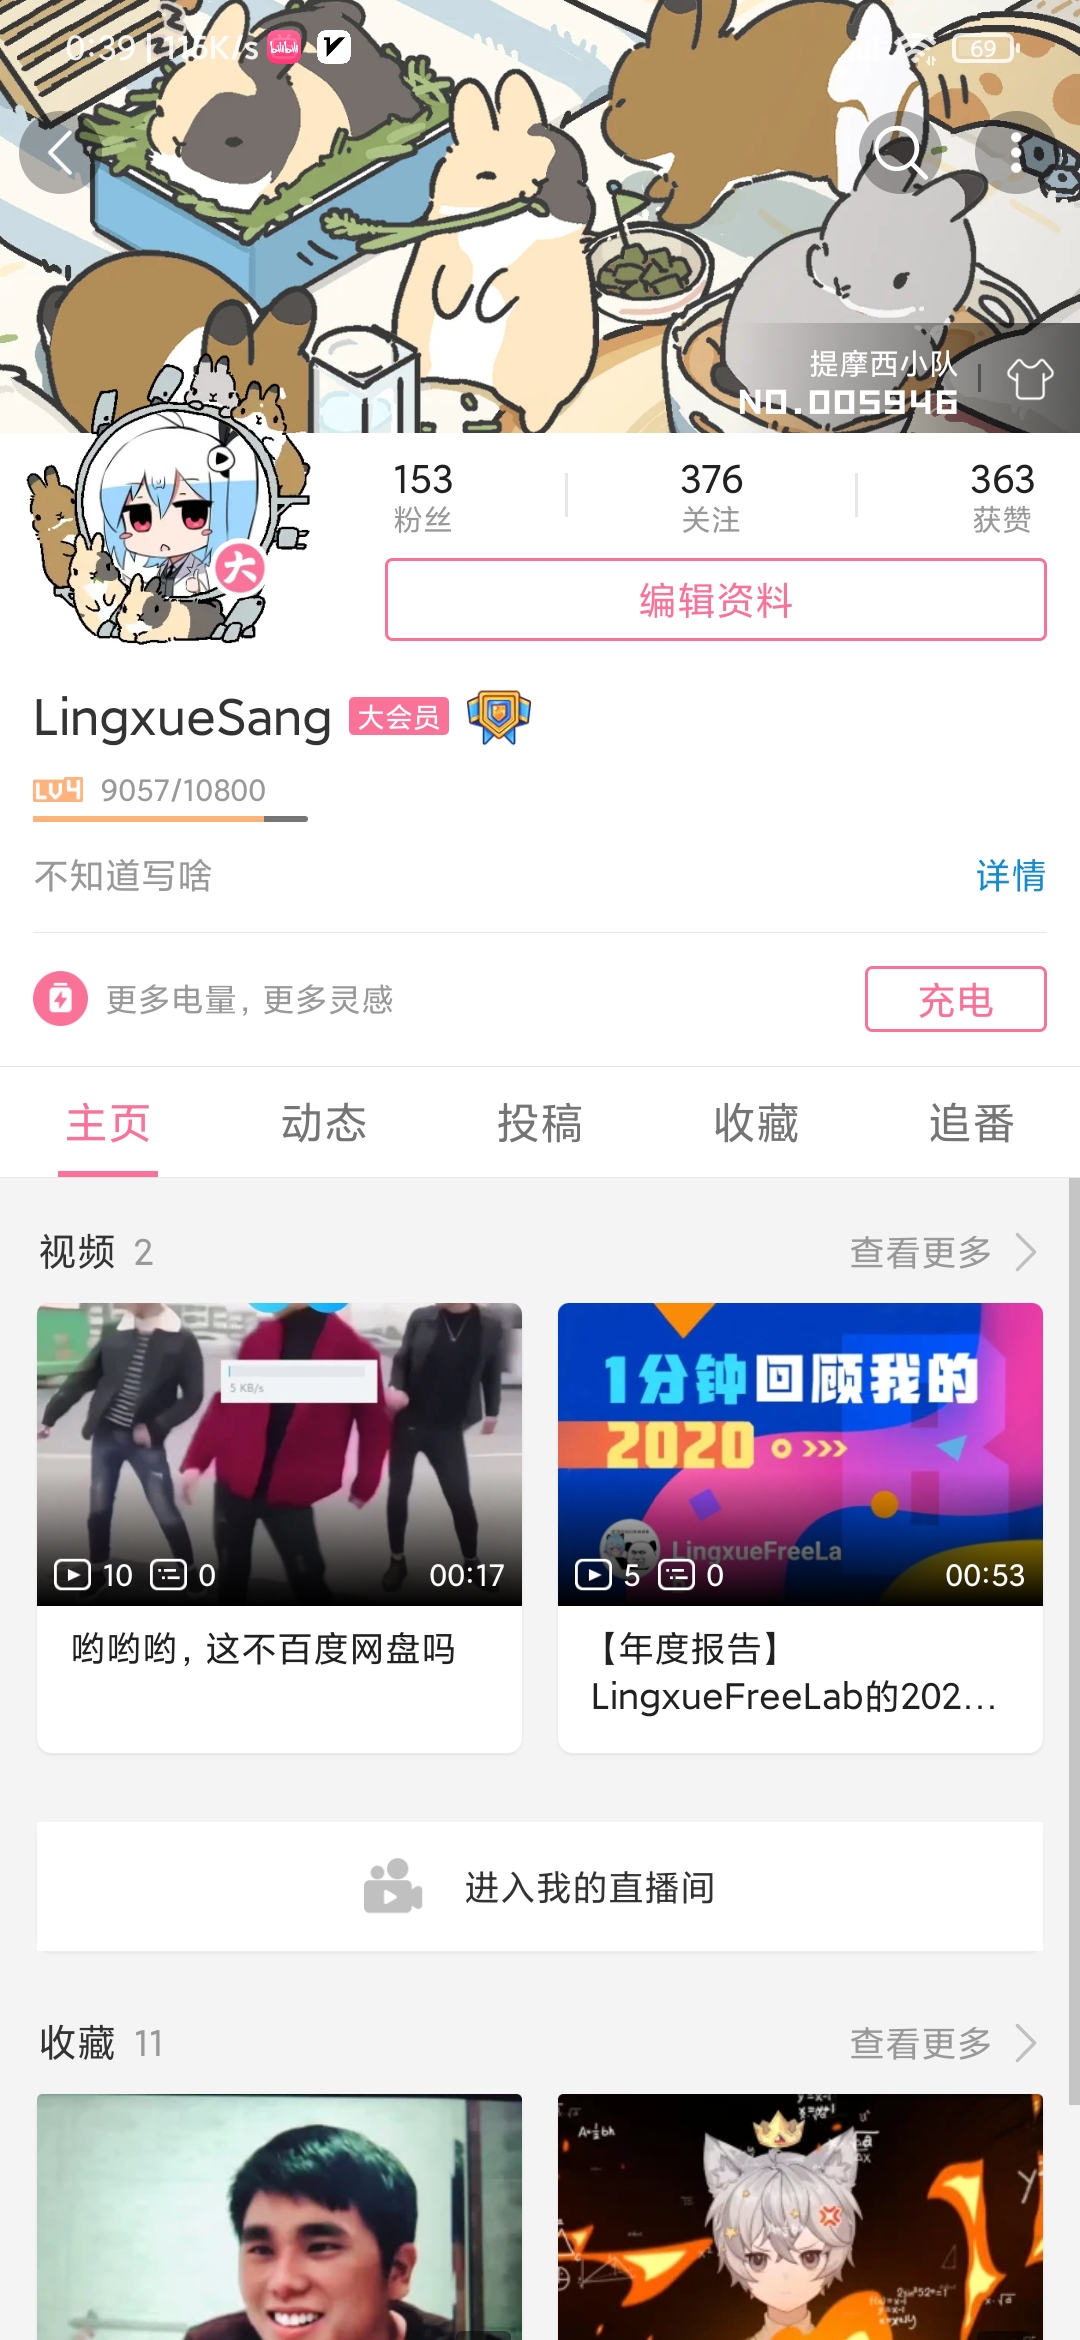 0:39 | 115K/s bilibili
69
提摩西小队
NO.005946
153
粉丝
376
关注
363
获赞
大
编辑资料
LingxueSang 大会员
LV4 9057/10800
不知道写啥 详情
更多电量, 更多灵感 充电
主页 动态 投稿 收藏 追番
视频 2 查看更多
5 KB/s
10 0 00:17
哟哟哟, 这不百度网盘吗
1分钟回顾我的
2020
LingxueFreeLa
5 0 00:53
【年度报告】
LingxueFreeLab的202...
进入我的直播间
收藏 11 查看更多